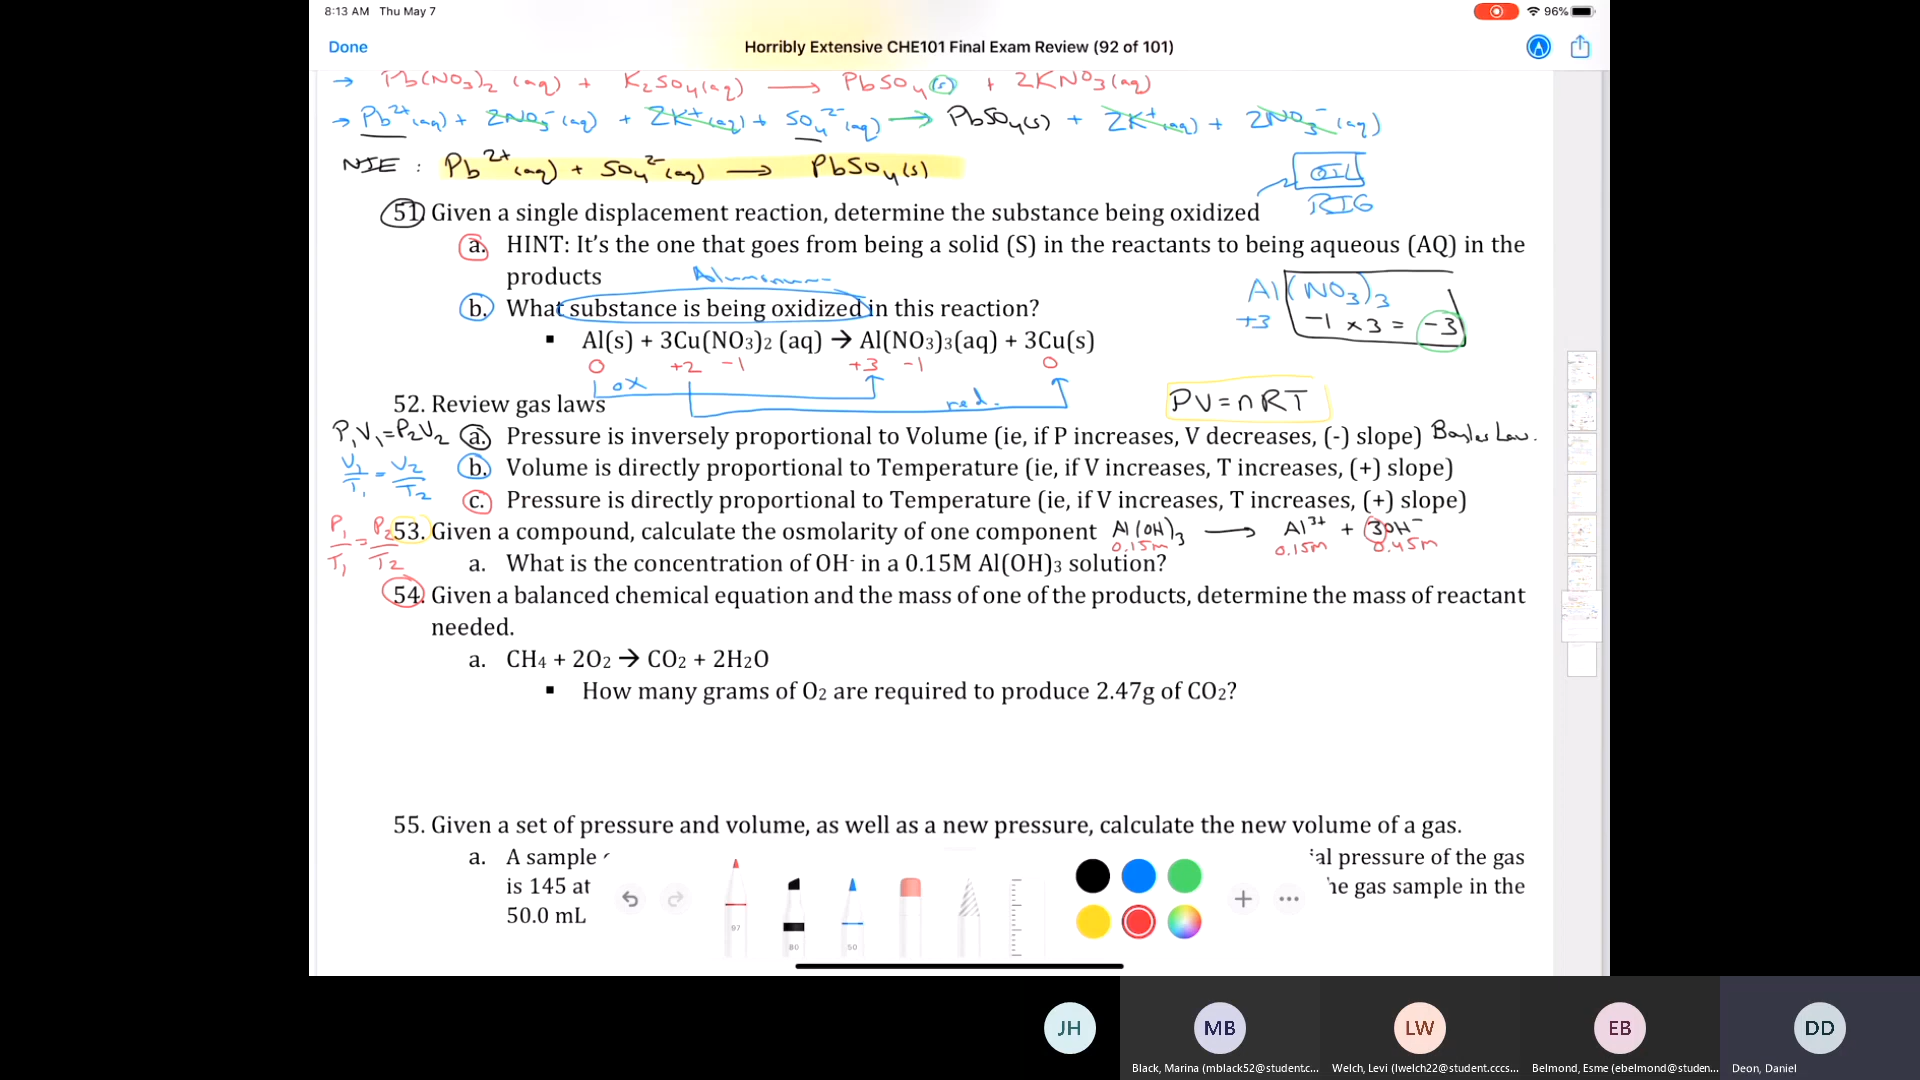 8:13 AM Thu May 7
96%
Done
Horribly Extensive CHE101 Final Exam Review (92 of 101)
→ Pb(NO3)2 (aq) + K2SO4(aq) → PbSO4(s) + 2KNO3(aq)
→ Pb2+(aq) + 2NO3-(aq) + 2K+(aq) + SO42-(aq) → PbSO4(s) + 2K+(aq) + 2NO3-(aq)
NIE : Pb2+(aq) + SO42-(aq) → PbSO4(s)
OIL
RIG
51. Given a single displacement reaction, determine the substance being oxidized
a. HINT: It’s the one that goes from being a solid (S) in the reactants to being aqueous (AQ) in the
products
Aluminum
b. What substance is being oxidized in this reaction?
Al(NO3)3
+3 -1 x 3 = -3
▪ Al(s) + 3Cu(NO3)2 (aq) → Al(NO3)3(aq) + 3Cu(s)
0 +2 -1 +3 -1 0
ox
red.
52. Review gas laws
PV = nRT
P1V1=P2V2 a. Pressure is inversely proportional to Volume (ie, if P increases, V decreases, (-) slope) Boyles Law.
V1/T1 = V2/T2 b. Volume is directly proportional to Temperature (ie, if V increases, T increases, (+) slope)
c. Pressure is directly proportional to Temperature (ie, if V increases, T increases, (+) slope)
P1/T1 = P2/T2
53. Given a compound, calculate the osmolarity of one component Al(OH)3 → Al3+ + 3OH-
0.15M 0.15M 0.45M
a. What is the concentration of OH- in a 0.15M Al(OH)3 solution?
54. Given a balanced chemical equation and the mass of one of the products, determine the mass of reactant
needed.
a. CH4 + 2O2 → CO2 + 2H2O
▪ How many grams of O2 are required to produce 2.47g of CO2?
55. Given a set of pressure and volume, as well as a new pressure, calculate the new volume of a gas.
a. A sample
al pressure of the gas
is 145 at
he gas sample in the
50.0 mL
97
80
50
JH
MB
LW
EB
DD
Black, Marina (mblack52@student.c...
Welch, Levi (lwelch22@student.cccs...
Belmond, Esme (ebelmond@studen...
Deon, Daniel